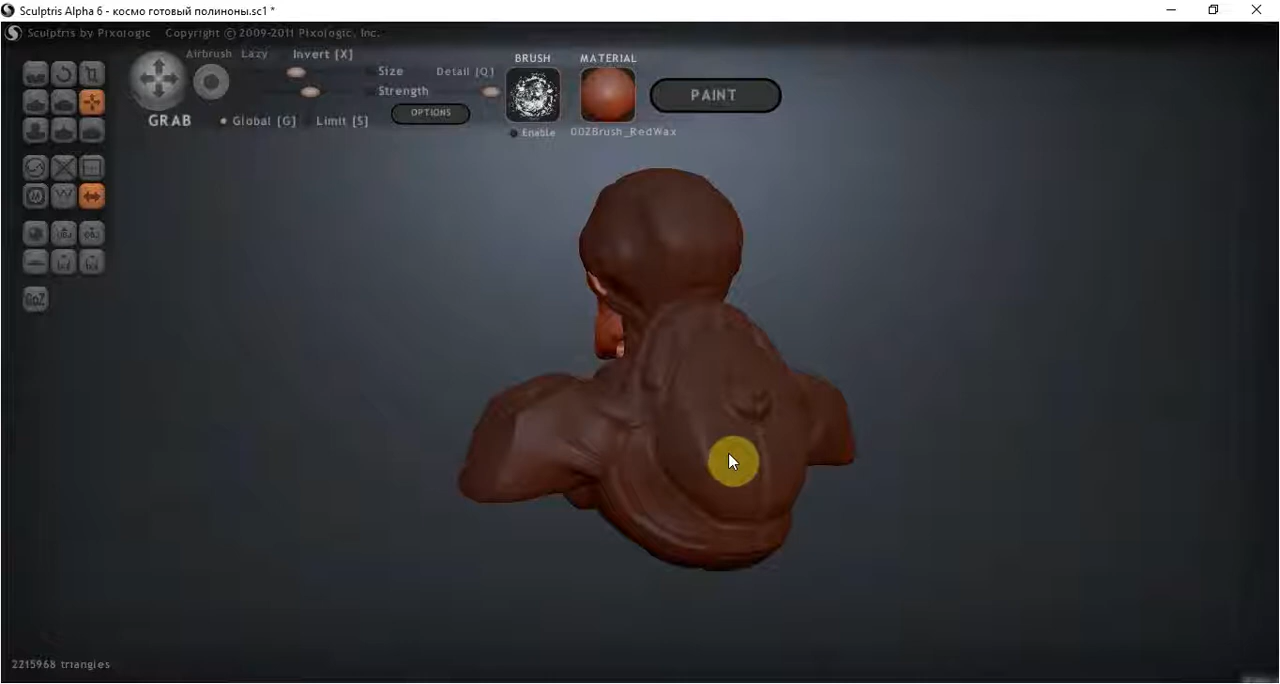 Sculptris Alpha 6 - космо готовый полиноны.sc1 *
Sculptris by Pixologic Copyright © 2009-2011 Pixologic, Inc.
Airbrush Lazy Invert [X]
BRUSH MATERIAL
Size Detail [Q]
Strength
PAINT
OPTIONS
GRAB Global [G] Limit [S]
Enable 002Brush_RedWax
GoZ
2215968 triangles